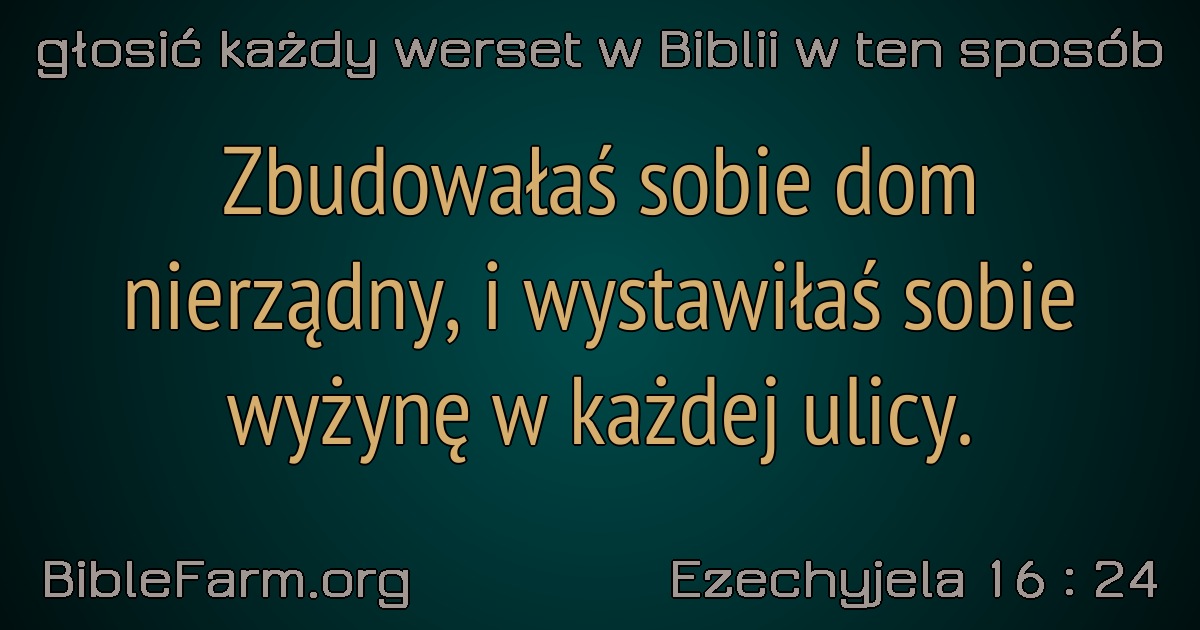 głosić każdy werset w Biblii w ten sposób
Zbudowałaś sobie dom
nierządny, i wystawiłaś sobie
wyżynę w każdej ulicy.
BibleFarm.org
Ezechyjela 16 : 24